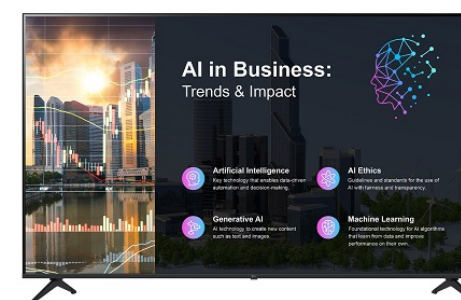 AI in Business:
Trends & Impact
Artificial Intelligence
Key technology that enables data-driven
automation and decision-making.
AI Ethics
Guidelines and standards for the use of
AI with fairness and transparency.
Generative AI
AI technology to create new content
such as text and images.
Machine Learning
Foundational technology for AI algorithms
that learn from data and improve
performance on their own.